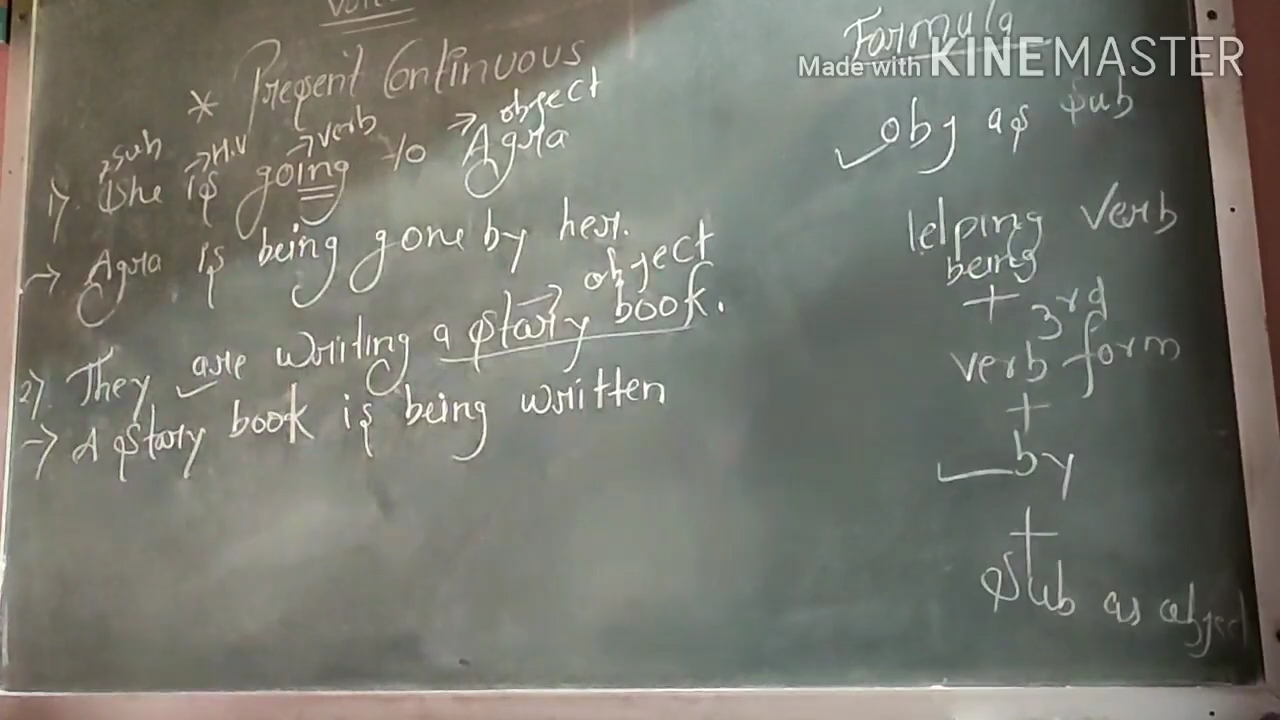 * Present Continuous
sub H.V verb object
1). She is going to Agra
→ Agra is being gone by her.
object
2). They are writing a story book.
→ A story book is being written
Formula
Made with KINEMASTER
obj as sub
Helping Verb
being
+ 3rd
verb form
+
by
+
sub as object